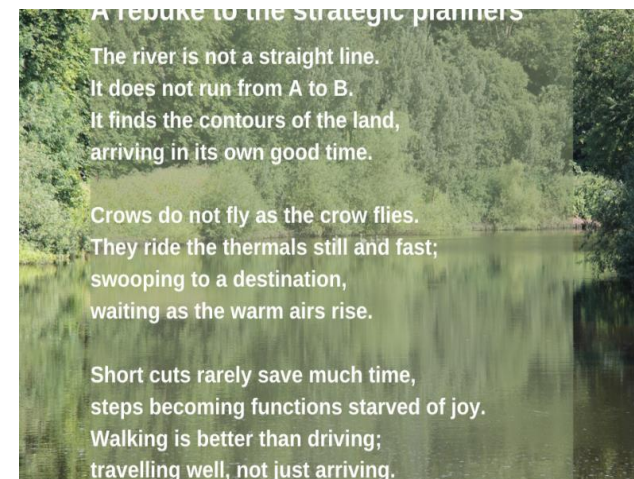 A rebuke to the strategic planners
The river is not a straight line.
It does not run from A to B.
It finds the contours of the land,
arriving in its own good time.
Crows do not fly as the crow flies.
They ride the thermals still and fast;
swooping to a destination,
waiting as the warm airs rise.
Short cuts rarely save much time,
steps becoming functions starved of joy.
Walking is better than driving;
travelling well, not just arriving.